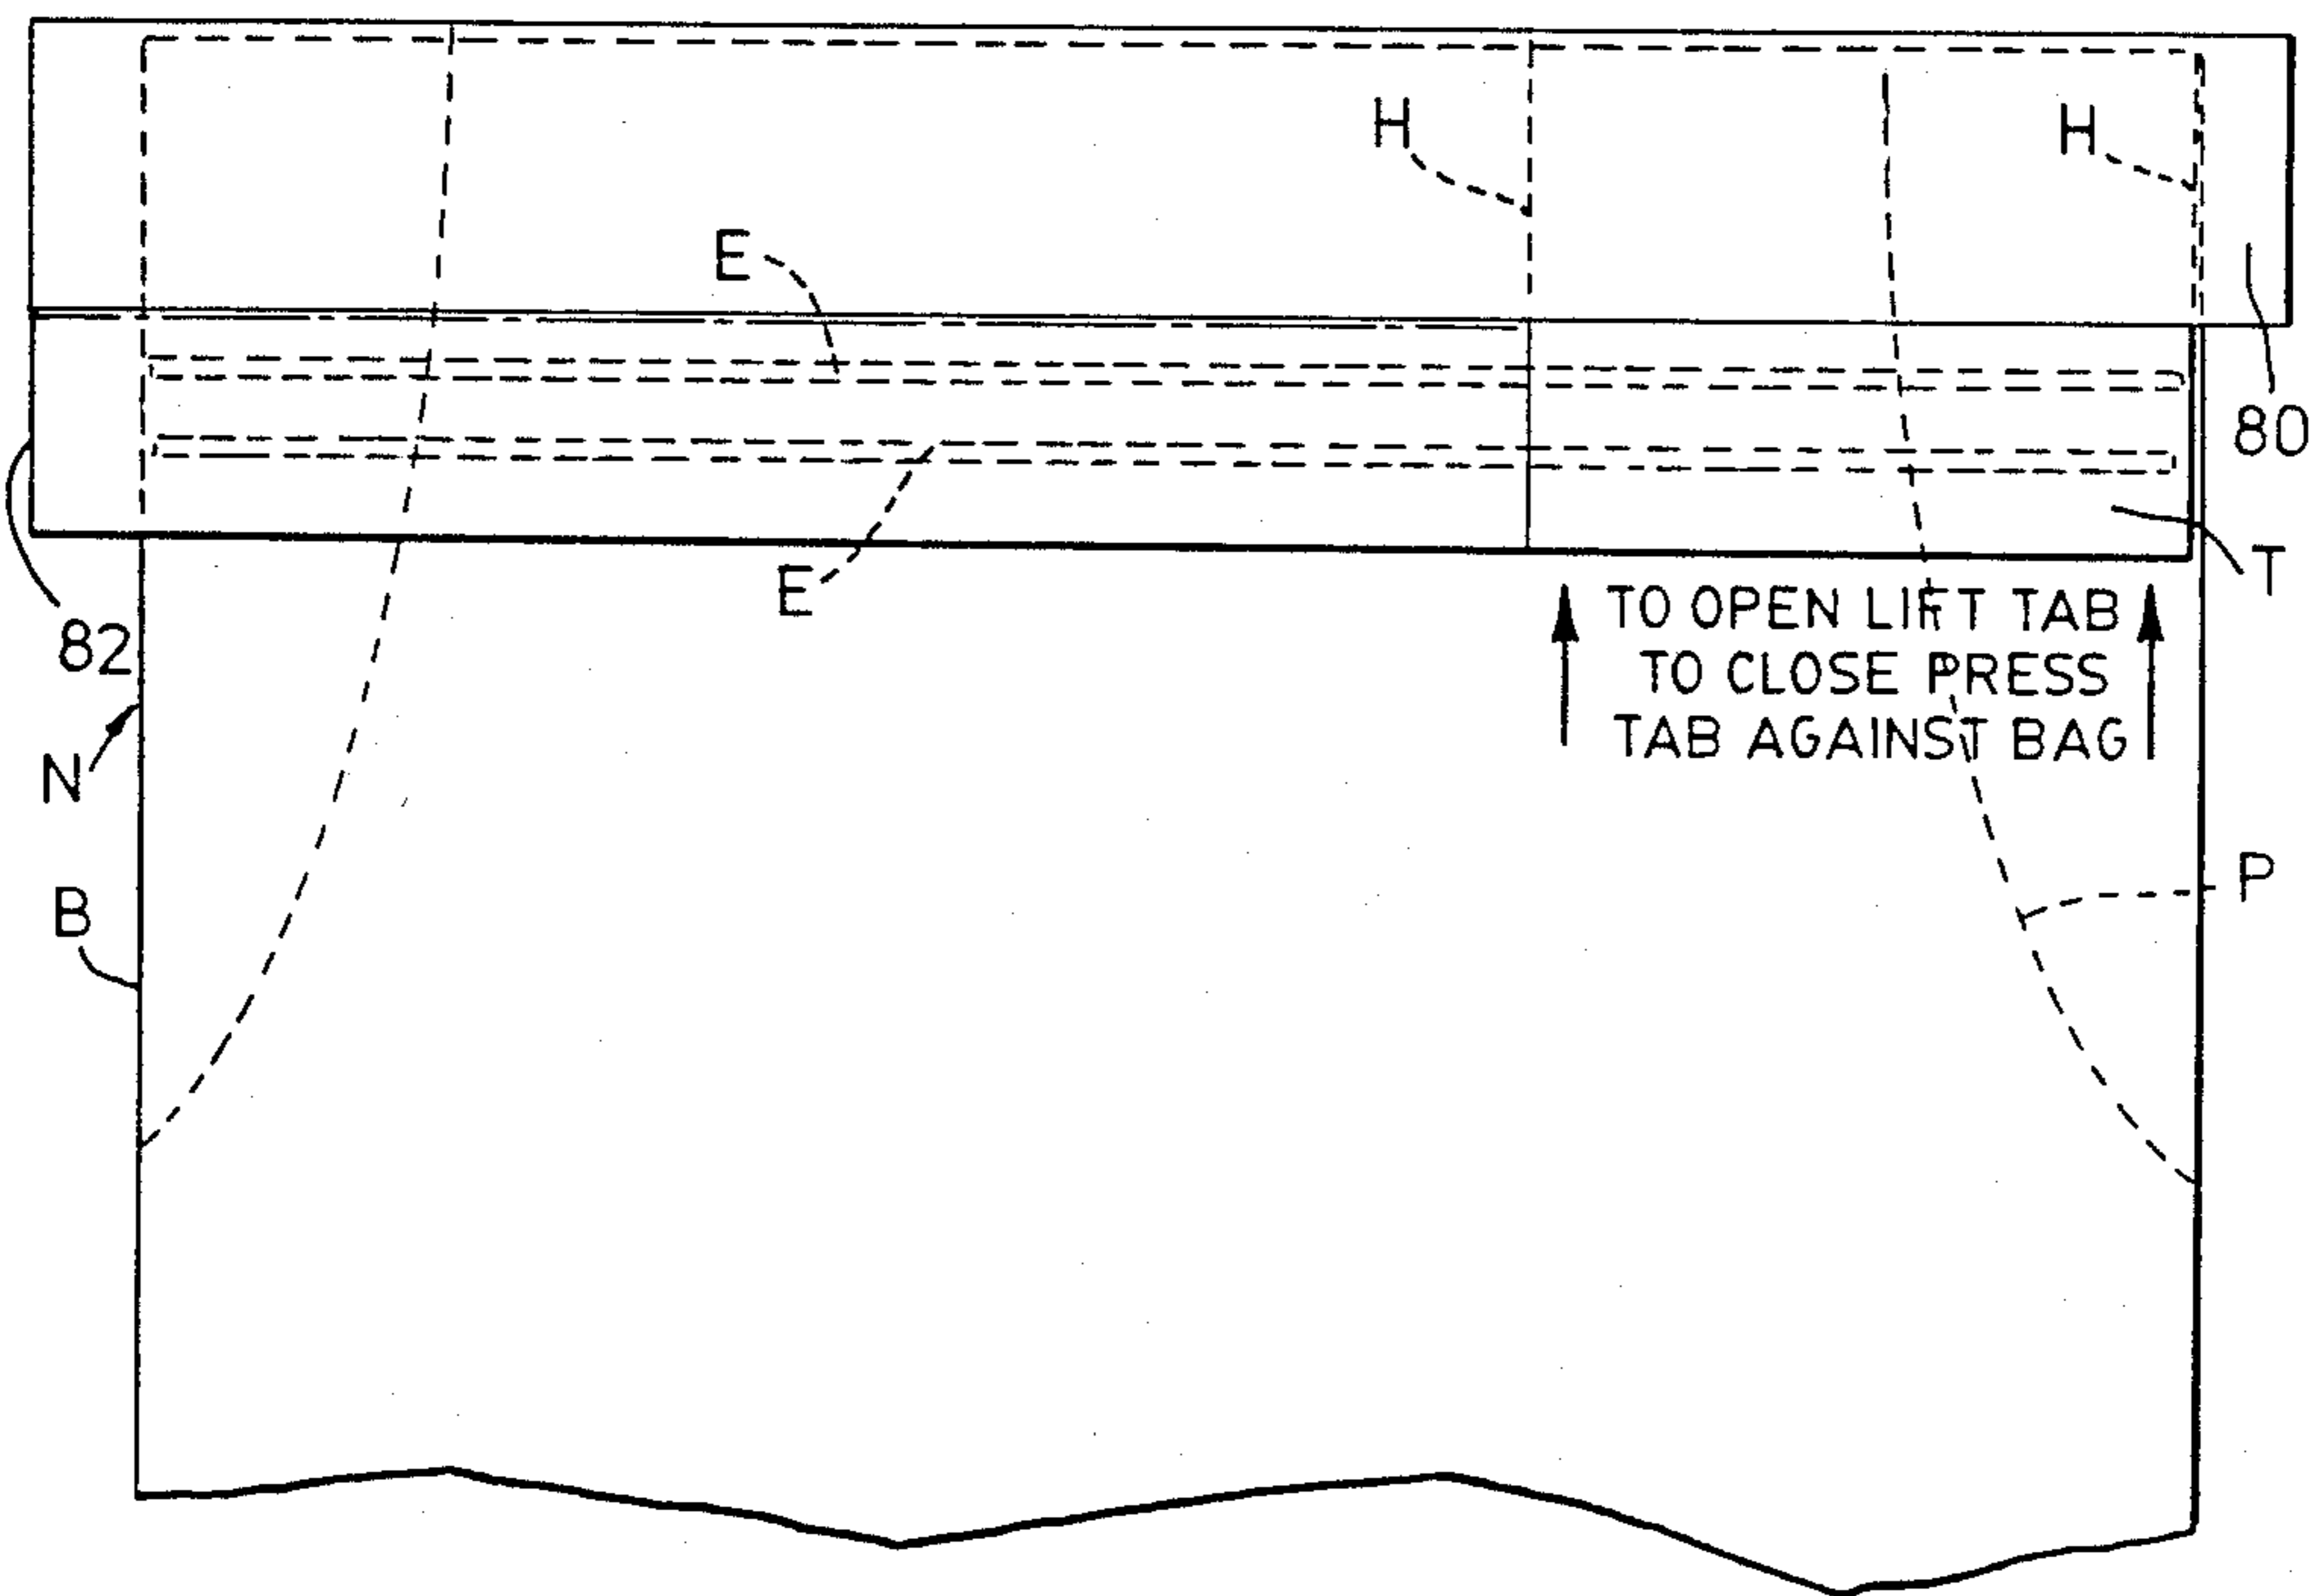 H
H
E
80
E
T
TO OPEN LIFT TAB
TO CLOSE PRESS
TAB AGAINST BAG
82
N
P
B